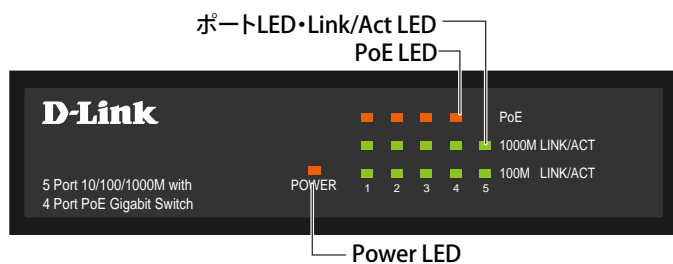 ポートLED・Link/Act LED
PoE LED
D-Link
PoE
1000M LINK/ACT
100M LINK/ACT
POWER 1 2 3 4 5
5 Port 10/100/1000M with
4 Port PoE Gigabit Switch
Power LED